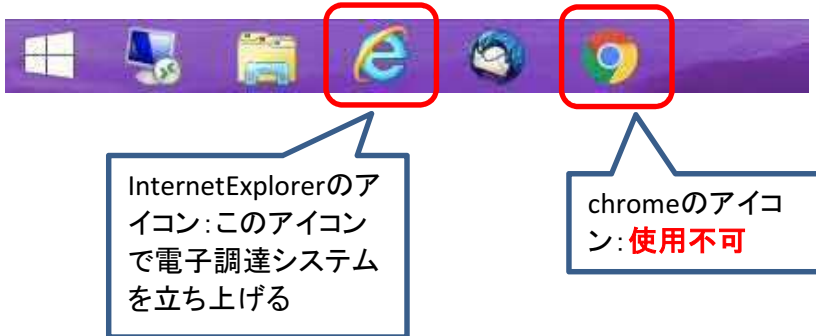 InternetExplorerのア
イコン：このアイコン
で電子調達システム
を立ち上げる
chromeのアイコ
ン：使用不可